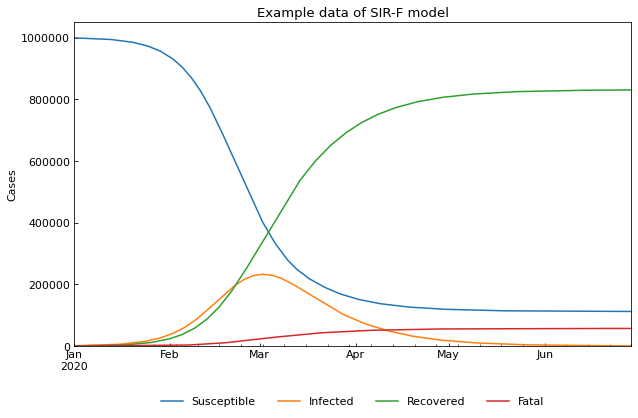 Example data of SIR-F model
1000000
800000
600000
400000
200000
0
Cases
Jan Feb Mar Apr May Jun
2020
Susceptible Infected Recovered Fatal